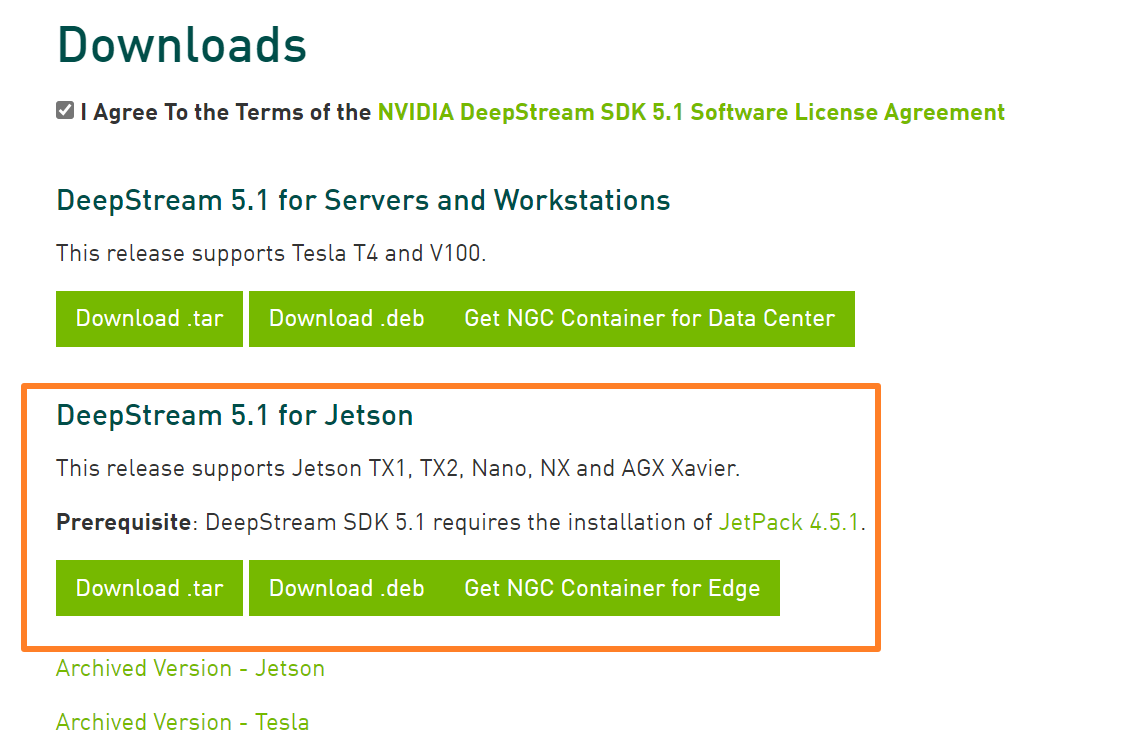 Downloads
I Agree To the Terms of the NVIDIA DeepStream SDK 5.1 Software License Agreement
DeepStream 5.1 for Servers and Workstations
This release supports Tesla T4 and V100.
Download .tar Download .deb Get NGC Container for Data Center
DeepStream 5.1 for Jetson
This release supports Jetson TX1, TX2, Nano, NX and AGX Xavier.
Prerequisite: DeepStream SDK 5.1 requires the installation of JetPack 4.5.1.
Download .tar Download .deb Get NGC Container for Edge
Archived Version - Jetson
Archived Version - Tesla